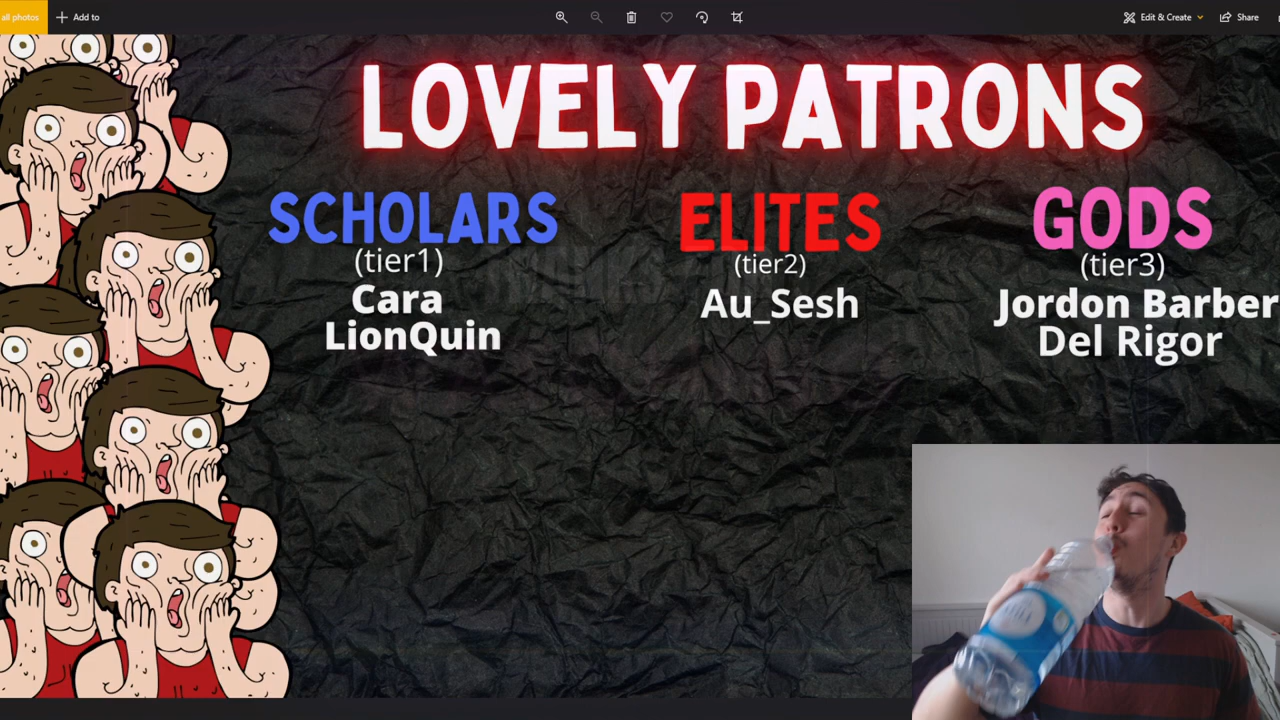 all photos
Add to
Edit & Create
Share
LOVELY PATRONS
SCHOLARS
(tier1)
Cara
LionQuin
ELITES
(tier2)
Au_Sesh
GODS
(tier3)
Jordon Barber
Del Rigor